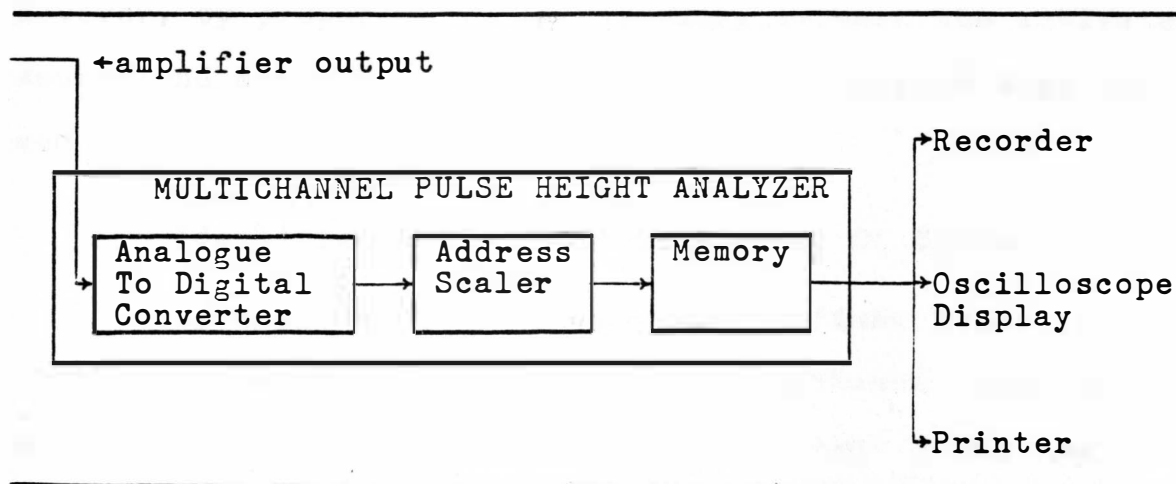 ←amplifier output
Recorder
MULTICHANNEL PULSE HEIGHT ANALYZER
Analogue
To Digital
Converter
Address
Scaler
Memory
Oscilloscope
Display
Printer